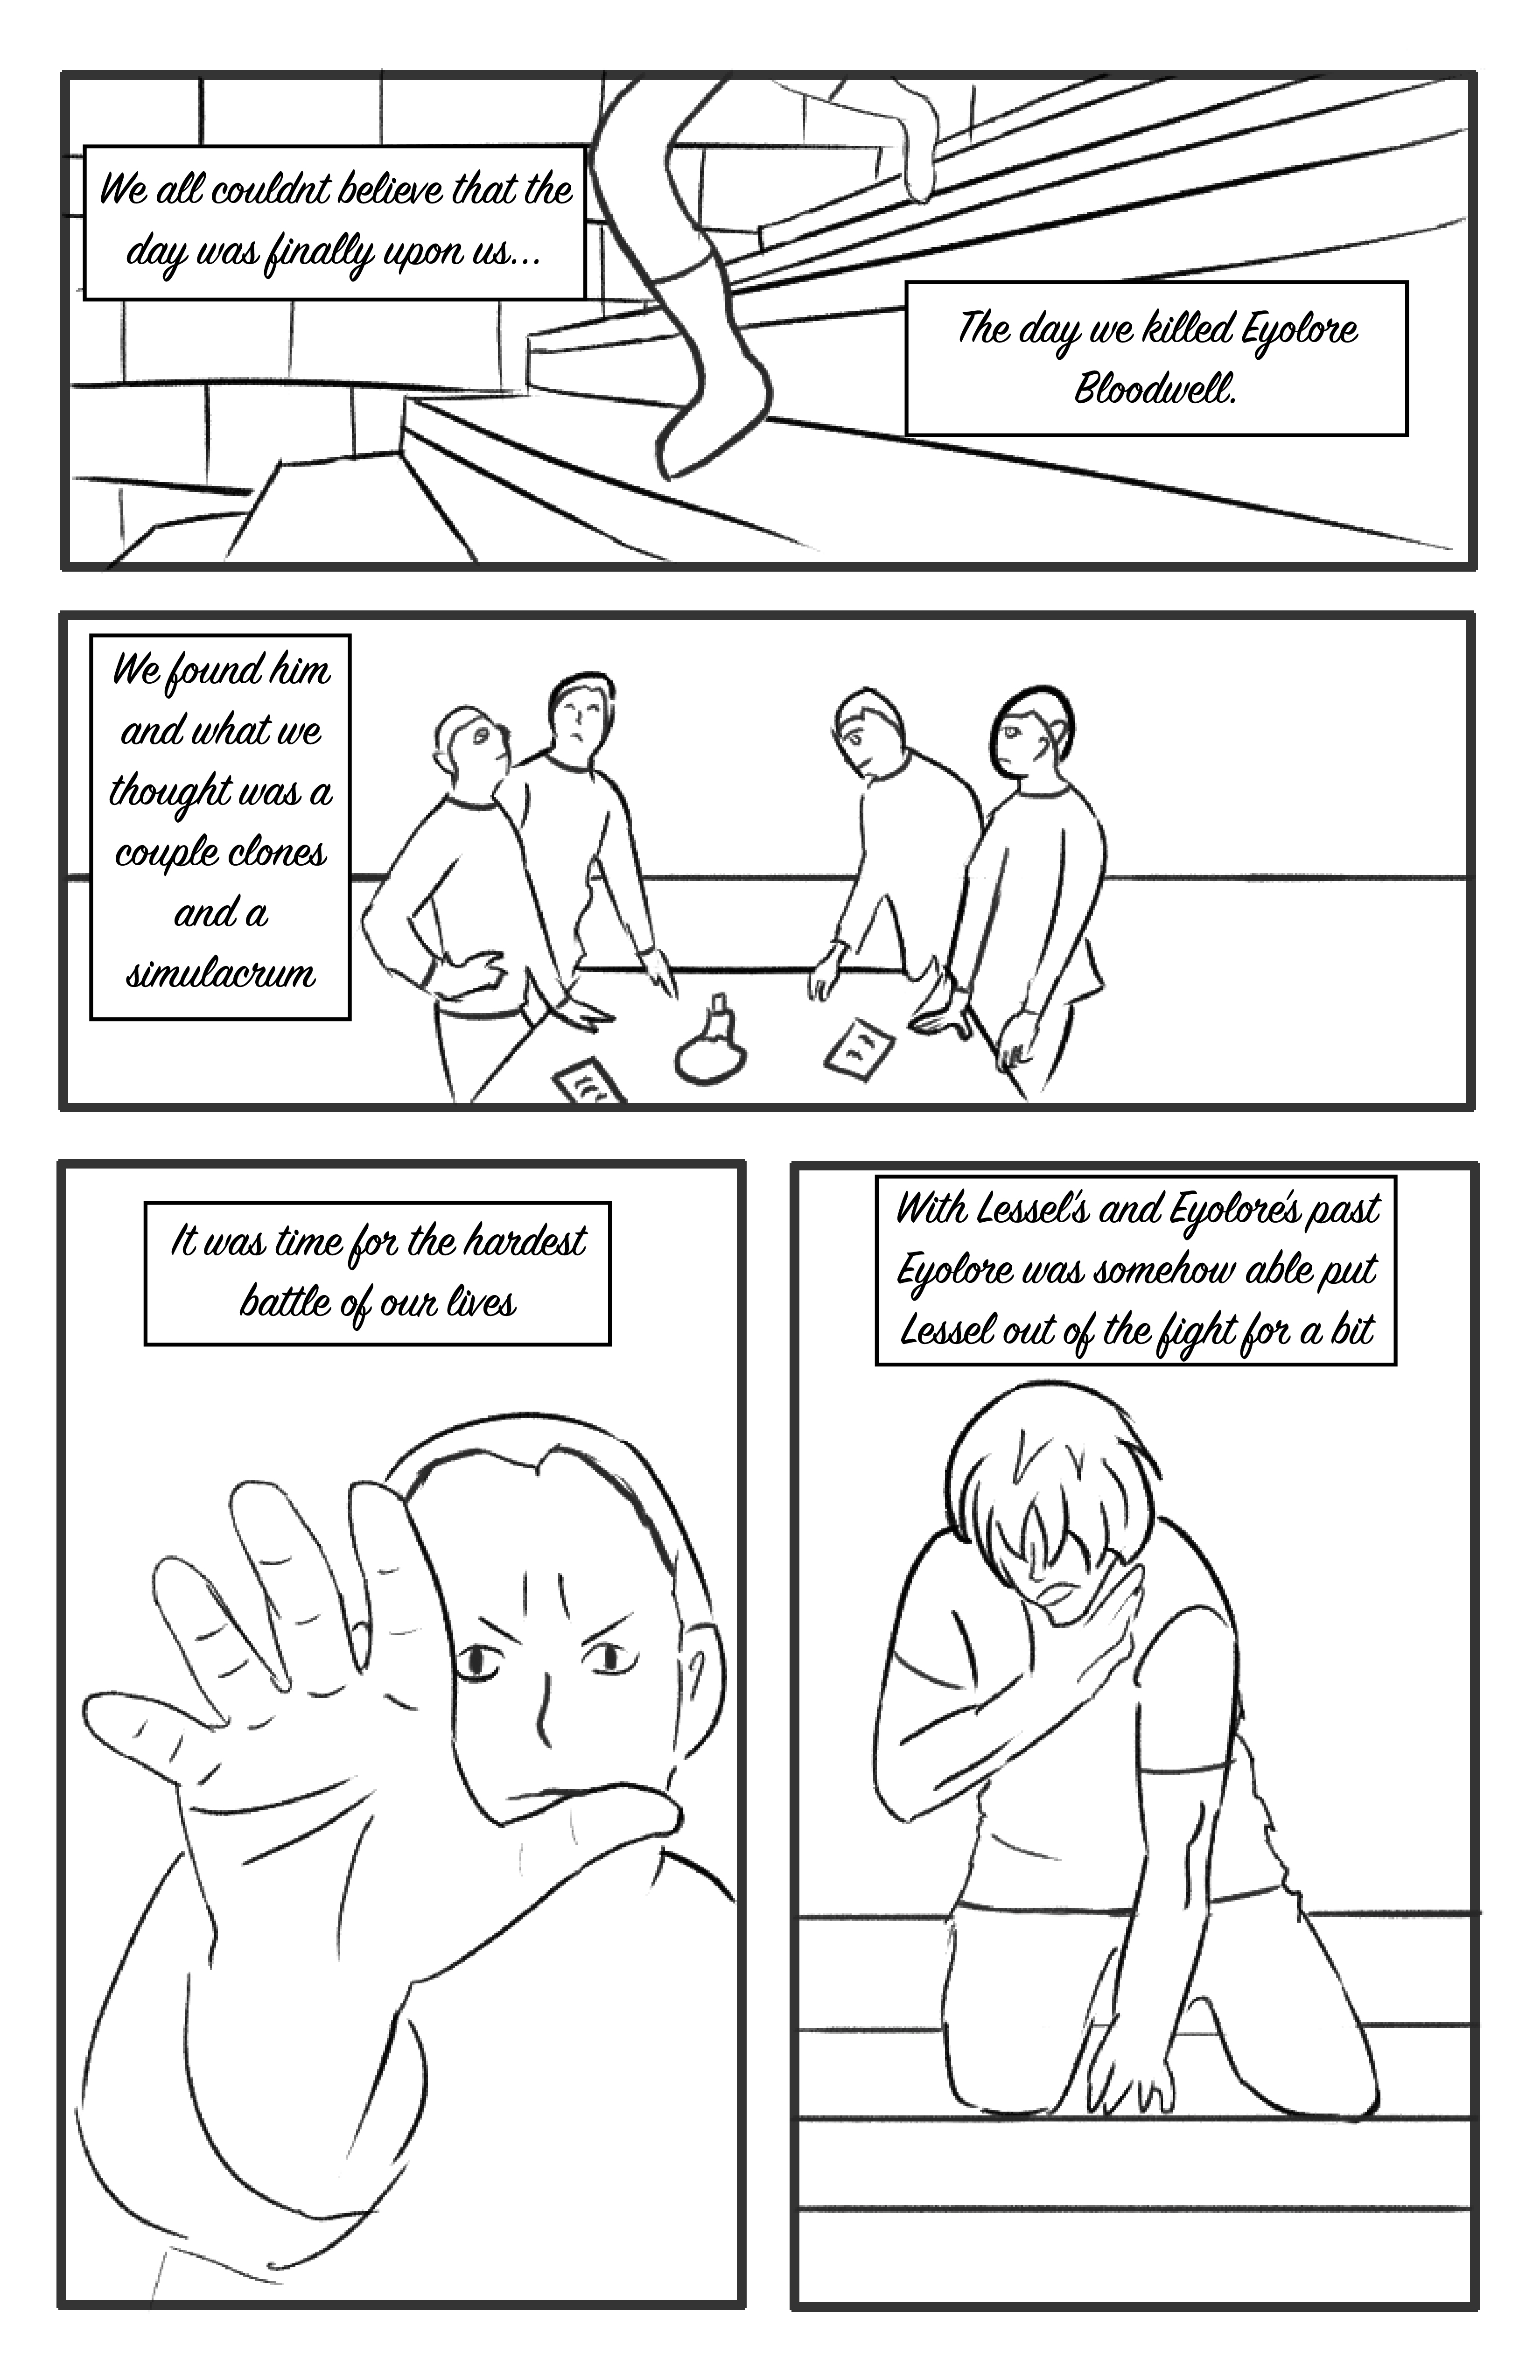 We all couldnt believe that the
day was finally upon us...
The day we killed Eyolore
Bloodwell.
We found him
and what we
thought was a
couple clones
and a
simulacrum
It was time for the hardest
battle of our lives
With Lessel's and Eyolore's past
Eyolore was somehow able put
Lessel out of the fight for a bit